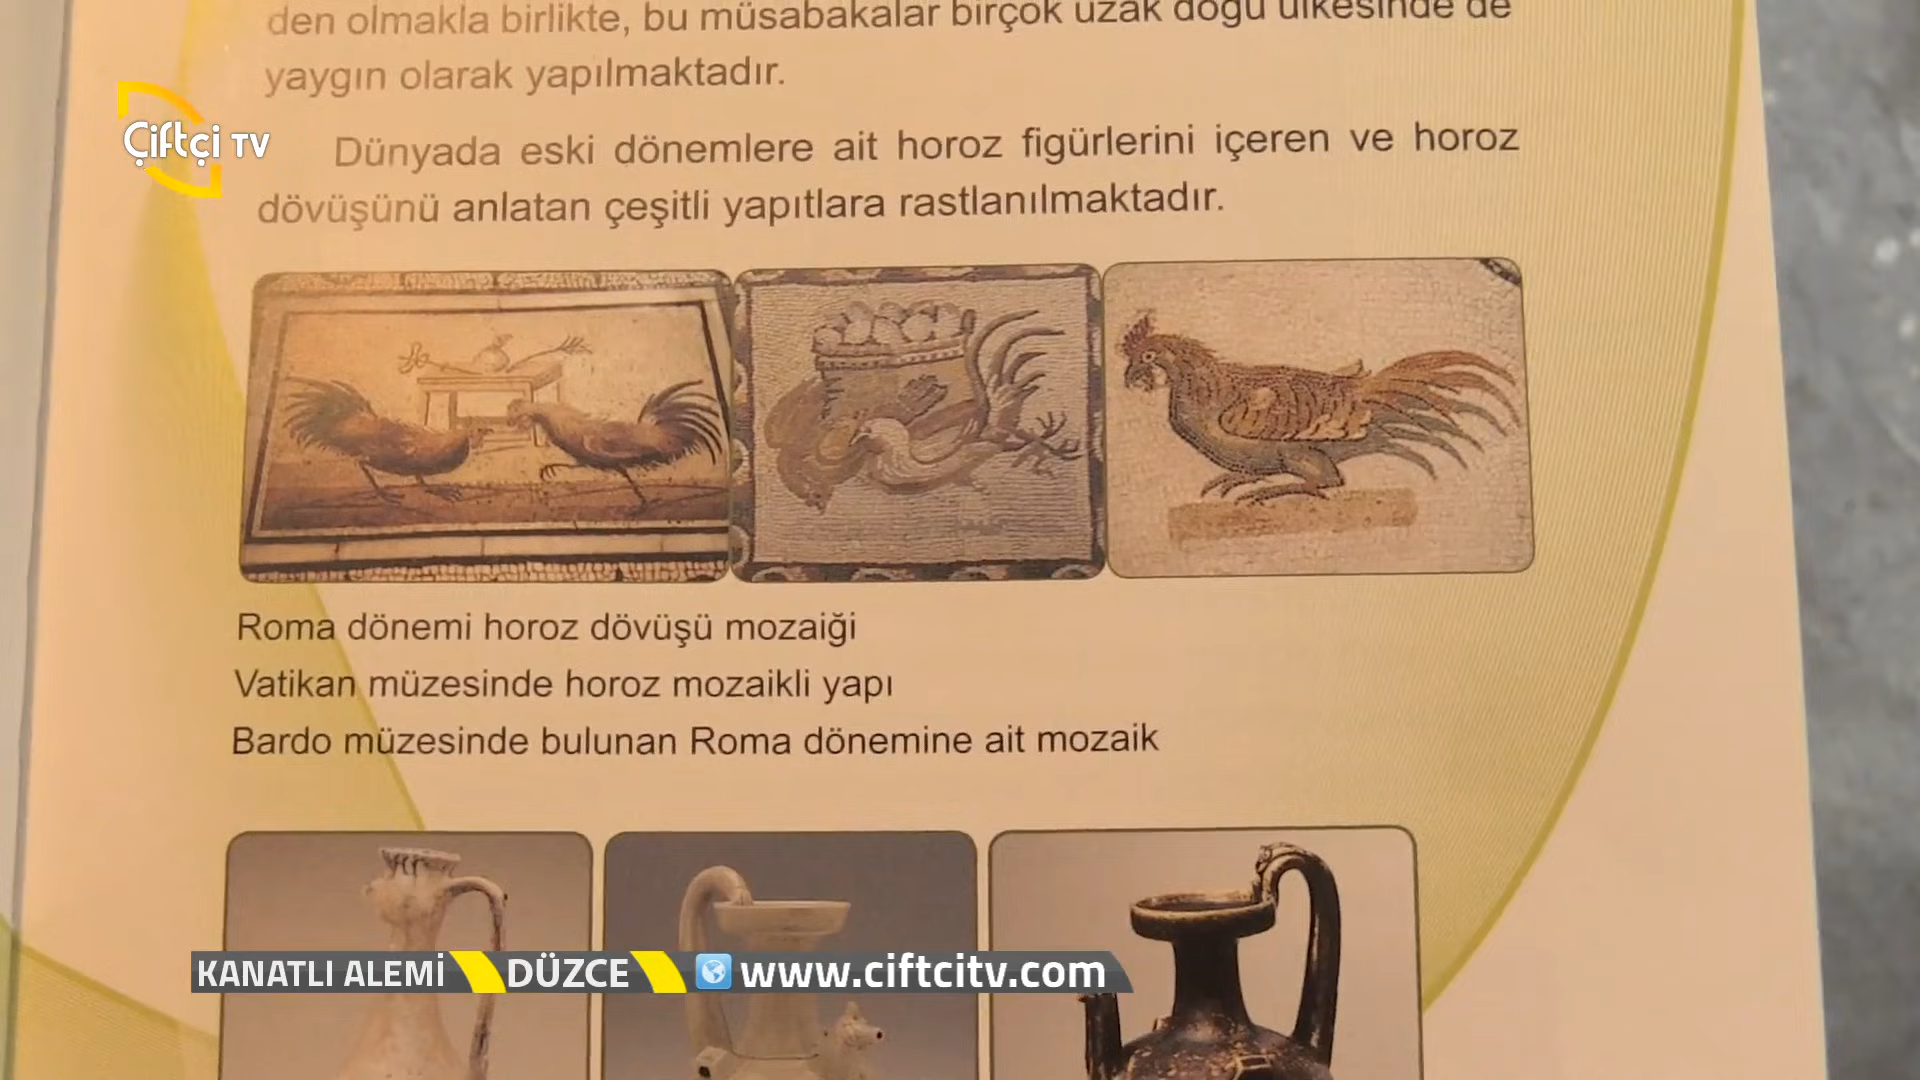 den olmakla birlikte, bu müsabakalar birçok uzak doğu ülkesinde de
yaygın olarak yapılmaktadır.
Çiftçi TV
Dünyada eski dönemlere ait horoz figürlerini içeren ve horoz
dövüşünü anlatan çeşitli yapıtlara rastlanılmaktadır.
Roma dönemi horoz dövüşü mozaiği
Vatikan müzesinde horoz mozaikli yapı
Bardo müzesinde bulunan Roma dönemine ait mozaik
KANATLI ALEMİ DÜZCE www.ciftcitv.com